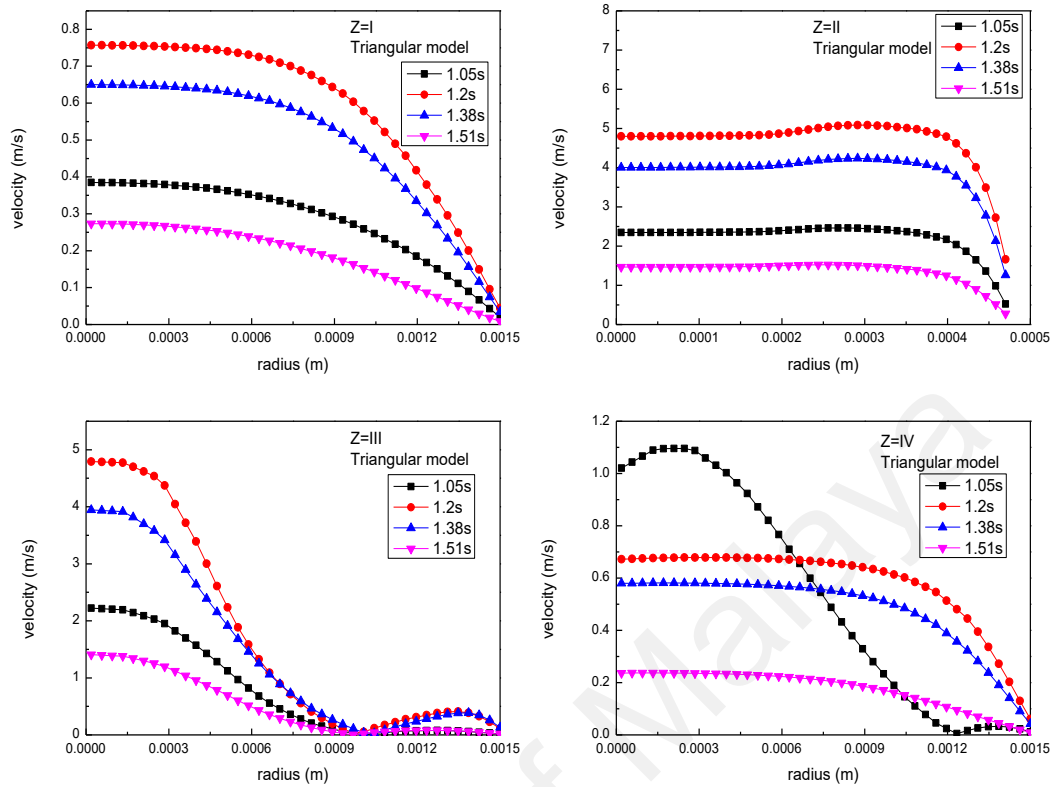 Z=I
Triangular model
1.05s
1.2s
1.38s
1.51s
0.8
0.7
0.6
0.5
0.4
0.3
0.2
0.1
0.0
velocity (m/s)
0.0000 0.0003 0.0006 0.0009 0.0012 0.0015
radius (m)
Z=II
Triangular model
1.05s
1.2s
1.38s
1.51s
8
7
6
5
4
3
2
1
0
velocity (m/s)
0.0000 0.0001 0.0002 0.0003 0.0004 0.0005
radius (m)
Z=III
Triangular model
1.05s
1.2s
1.38s
1.51s
5
4
3
2
1
0
velocity (m/s)
0.0000 0.0003 0.0006 0.0009 0.0012 0.0015
radius (m)
Z=IV
Triangular model
1.05s
1.2s
1.38s
1.51s
1.2
1.0
0.8
0.6
0.4
0.2
0.0
velocity (m/s)
0.0000 0.0003 0.0006 0.0009 0.0012 0.0015
radius (m)
of Malaya